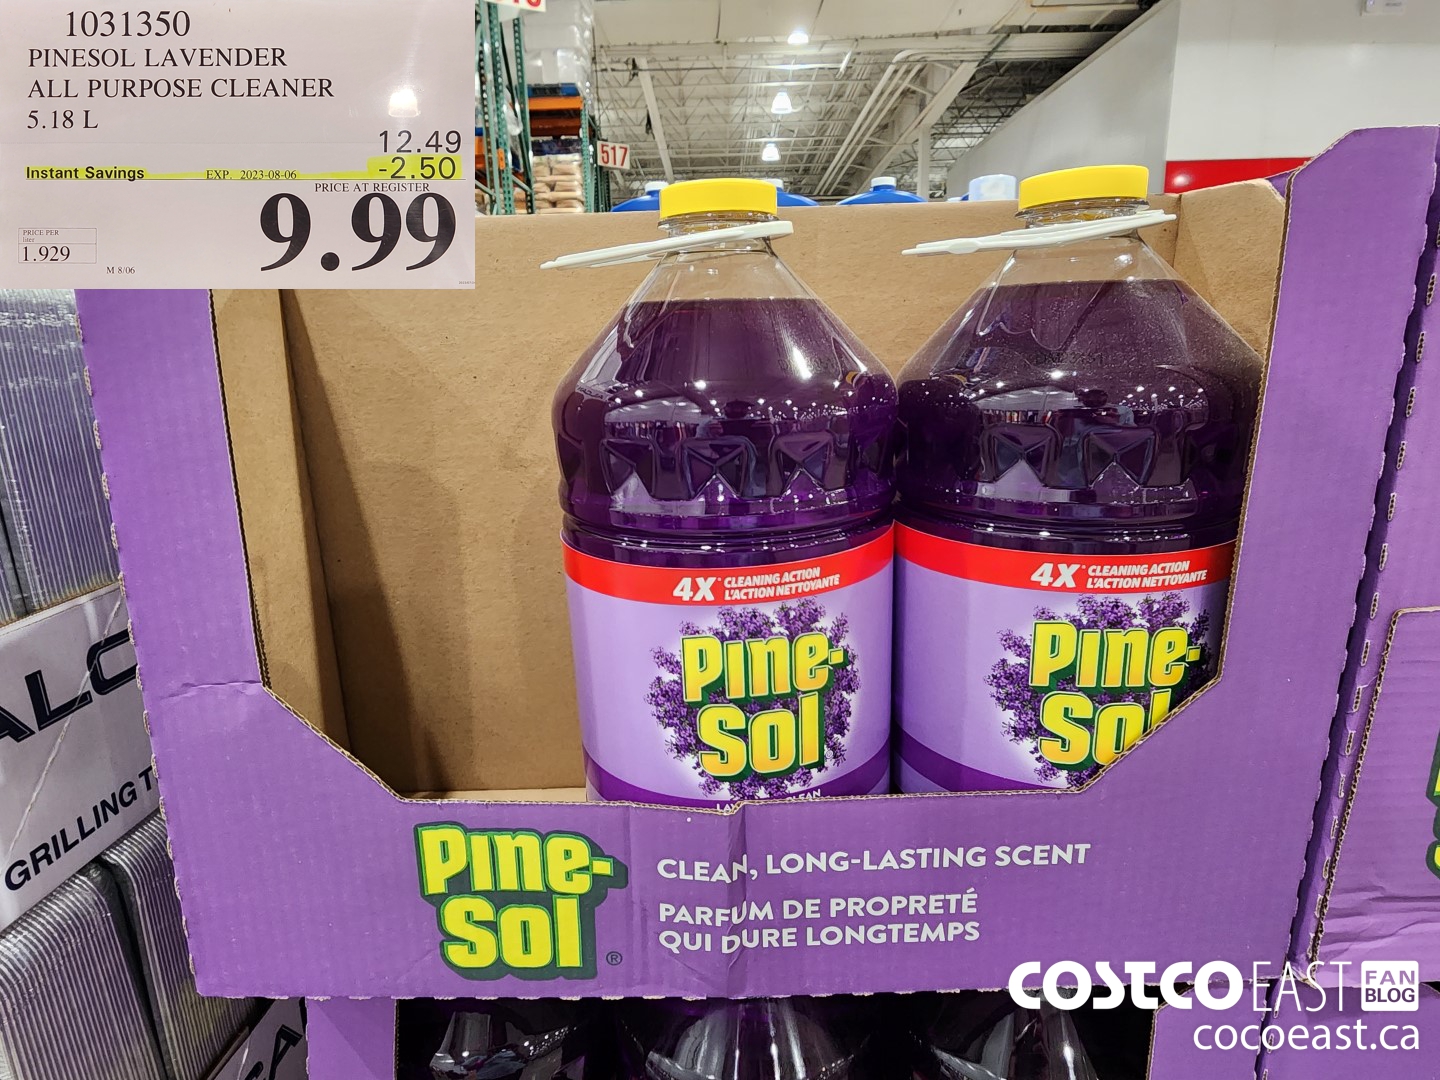 1031350
PINESOL LAVENDER
ALL PURPOSE CLEANER
5.18 L
12.49
Instant Savings EXP. 2023-08-06 -2.50
PRICE AT REGISTER
9.99
PRICE PER
liter
1.929
M 8/06
517
4X* CLEANING ACTION
L'ACTION NETTOYANTE
Pine-
Sol
4X* CLEANING ACTION
L'ACTION NETTOYANTE
Pine-
Sol
ALC
GRILLING T
Pine-
Sol®
CLEAN, LONG-LASTING SCENT
PARFUM DE PROPRETÉ
QUI DURE LONGTEMPS
COSTCO EAST FAN BLOG
cocoeast.ca